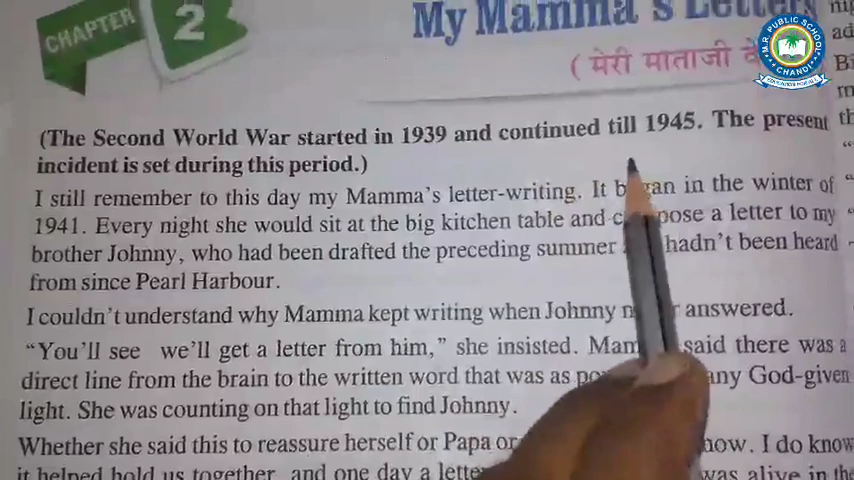 CHAPTER
2
My Mamma's Letters
( मेरी माताजी
M.R. PUBLIC SCHOOL
CHANDI
(The Second World War started in 1939 and continued till 1945. The present
incident is set during this period.)
I still remember to this day my Mamma's letter-writing. It began in the winter of
1941. Every night she would sit at the big kitchen table and compose a letter to my
brother Johnny, who had been drafted the preceding summer hadn't been heard
from since Pearl Harbour.
I couldn't understand why Mamma kept writing when Johnny answered.
"You'll see we'll get a letter from him," she insisted. Mamma said there was a
direct line from the brain to the written word that was as any God-given
light. She was counting on that light to find Johnny.
Whether she said this to reassure herself or Papa or know. I do know
it helped hold us together, and one day a letter was alive in the